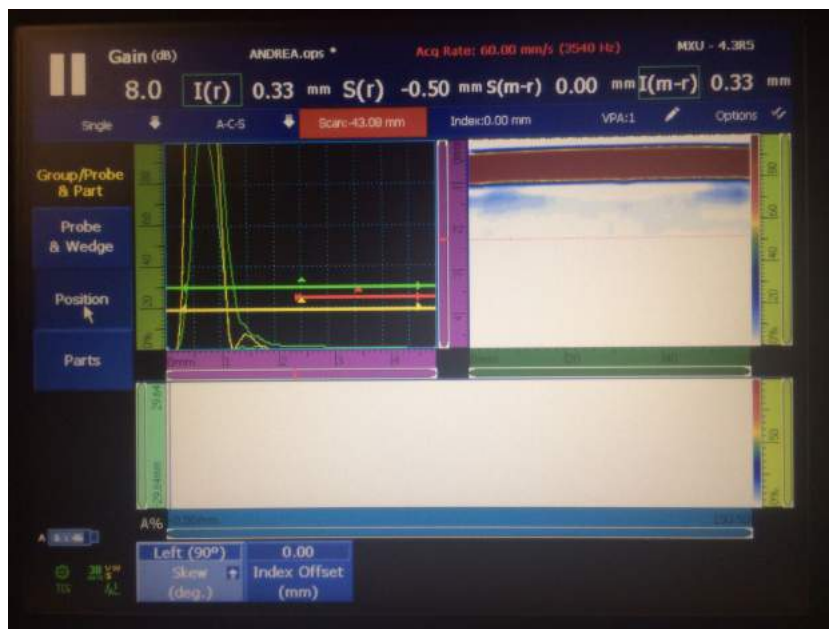 Gain (dB) ANDREA.ops * Acq Rate: 60.00 mm/s (3540 Hz) MXU - 4.3R5
8.0 I(r) 0.33 mm S(r) -0.50 mm S(m-r) 0.00 mm I(m-r) 0.33 mm
Single A-C-S Scan:-43.08 mm Index:0.00 mm VPA:1 Options
Group/Probe
& Part
Probe
& Wedge
Position
Parts
A%
A
Left (90º) 0.00
Skew Index Offset
(deg.) (mm)